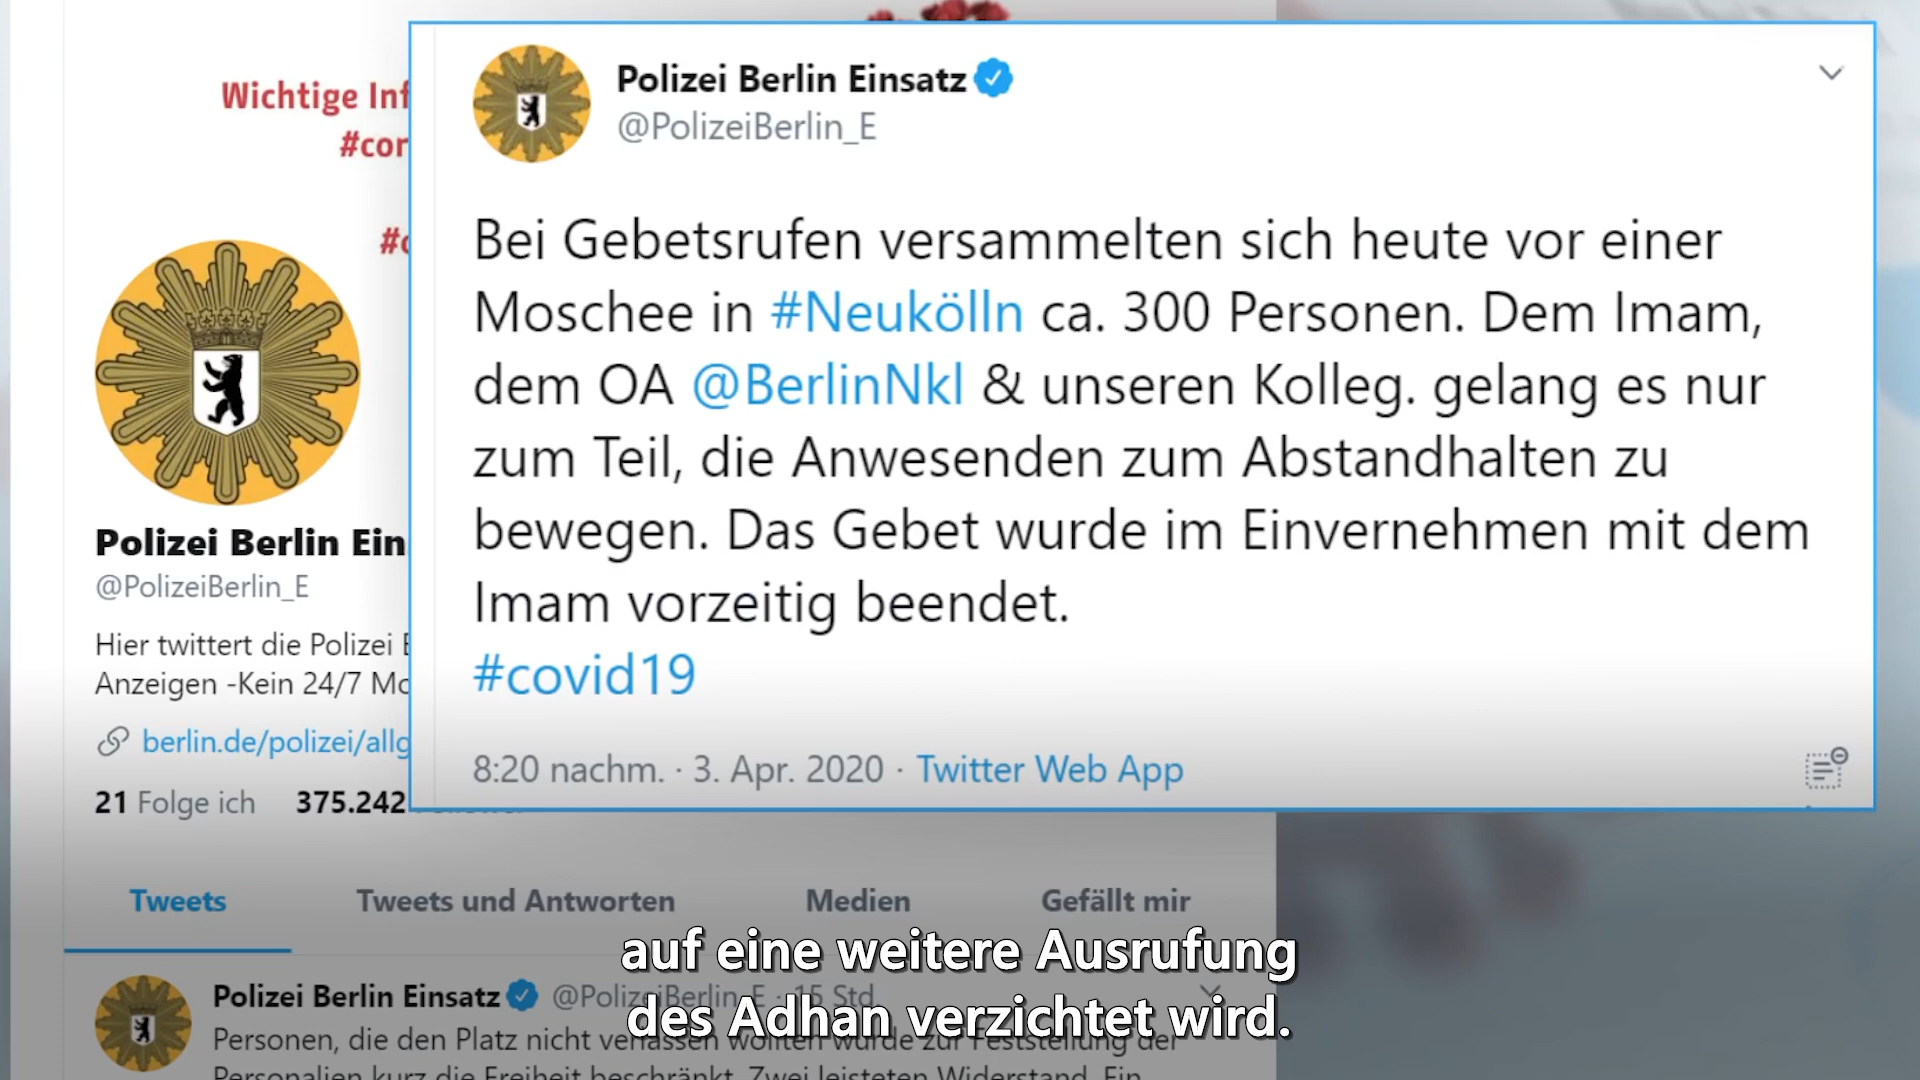 Wichtige Inf
#cor
Polizei Berlin Einsatz
@PolizeiBerlin_E
Bei Gebetsrufen versammelten sich heute vor einer
Moschee in #Neukölln ca. 300 Personen. Dem Imam,
dem OA @BerlinNkl & unseren Kolleg. gelang es nur
zum Teil, die Anwesenden zum Abstandhalten zu
bewegen. Das Gebet wurde im Einvernehmen mit dem
Imam vorzeitig beendet.
#covid19
8:20 nachm. · 3. Apr. 2020 · Twitter Web App
Polizei Berlin Ein
@PolizeiBerlin_E
Hier twittert die Polizei
Anzeigen -Kein 24/7 Mo
berlin.de/polizei/allg
21 Folge ich 375.242
Tweets Tweets und Antworten Medien Gefällt mir
auf eine weitere Ausrufung
des Adhan verzichtet wird.
Polizei Berlin Einsatz @PolizeiBerlin_E · 15 Std.
Personen, die den Platz nicht verlassen wollten wurde zur Feststellung der
Personalien kurz die Freiheit beschränkt. Zwei leisteten Widerstand. Ein